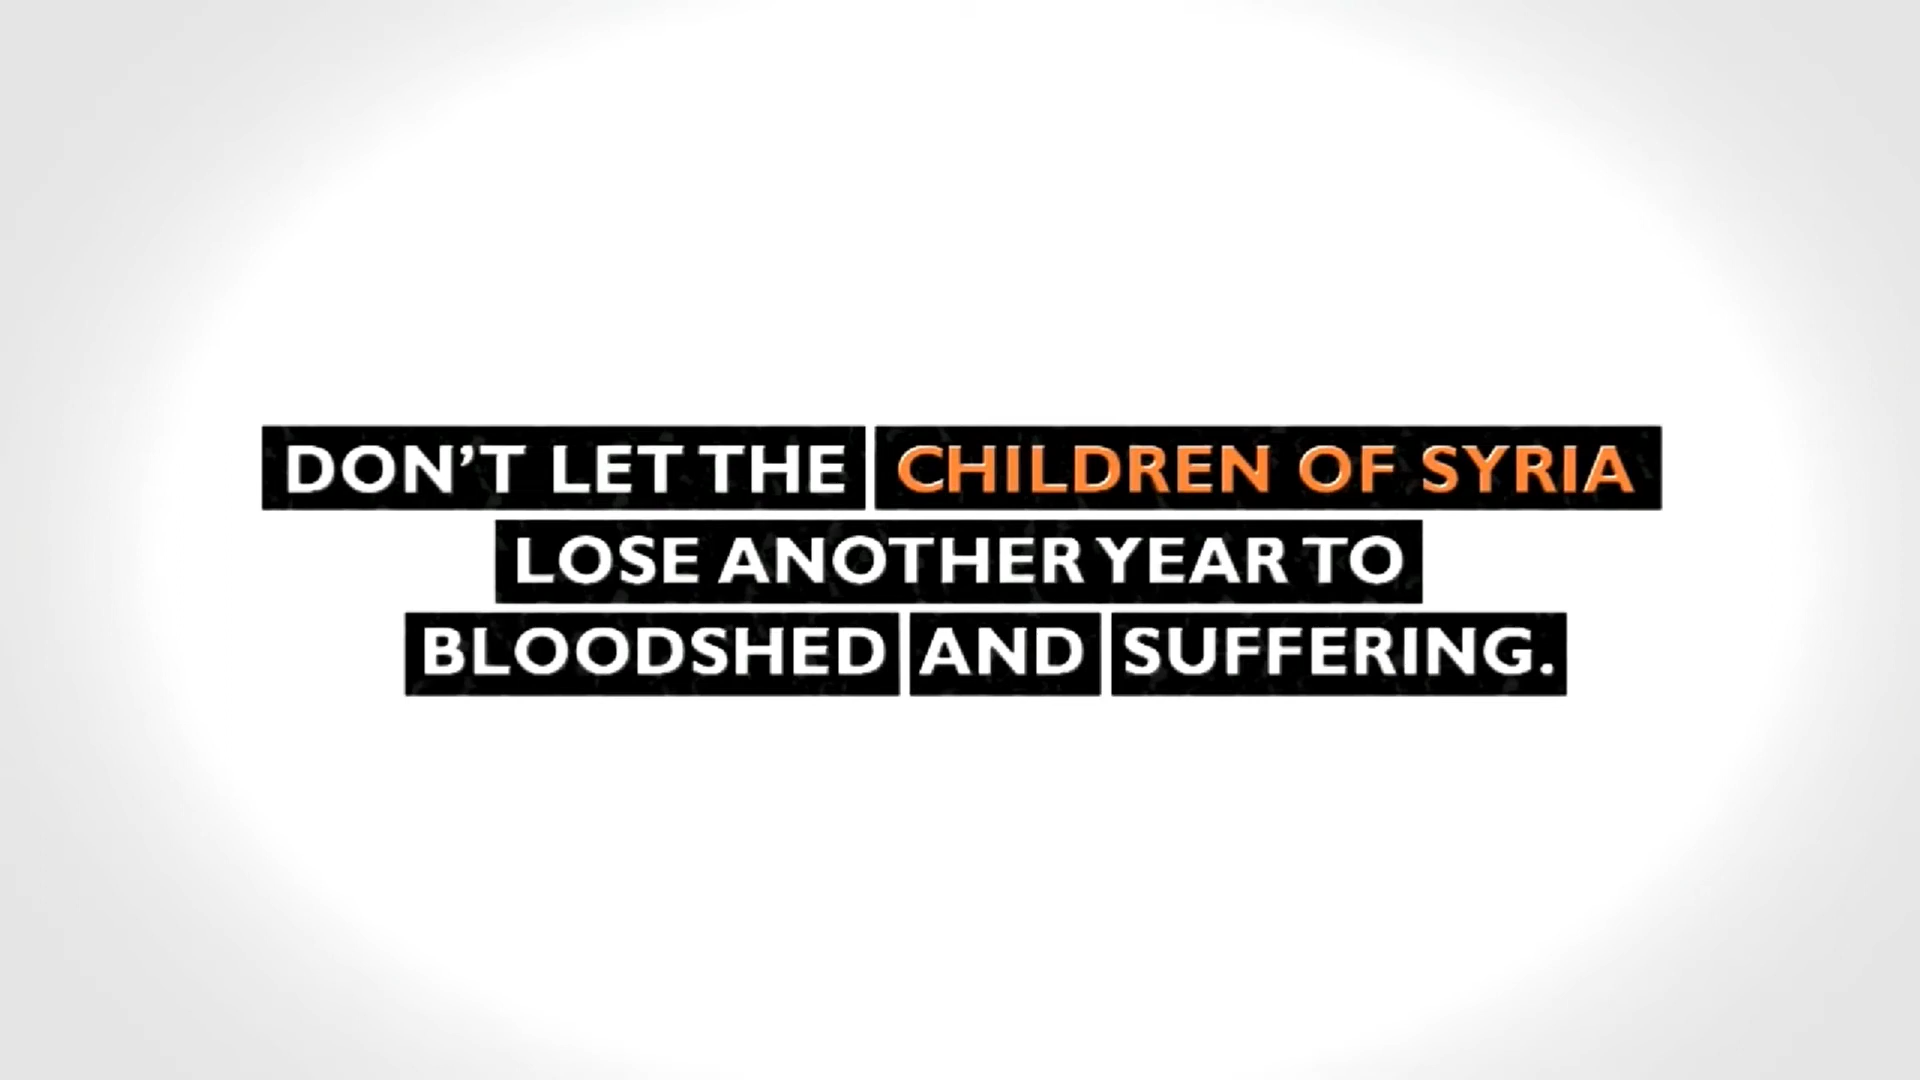 DON'T LET THE CHILDREN OF SYRIA
LOSE ANOTHER YEAR TO
BLOODSHED AND SUFFERING.